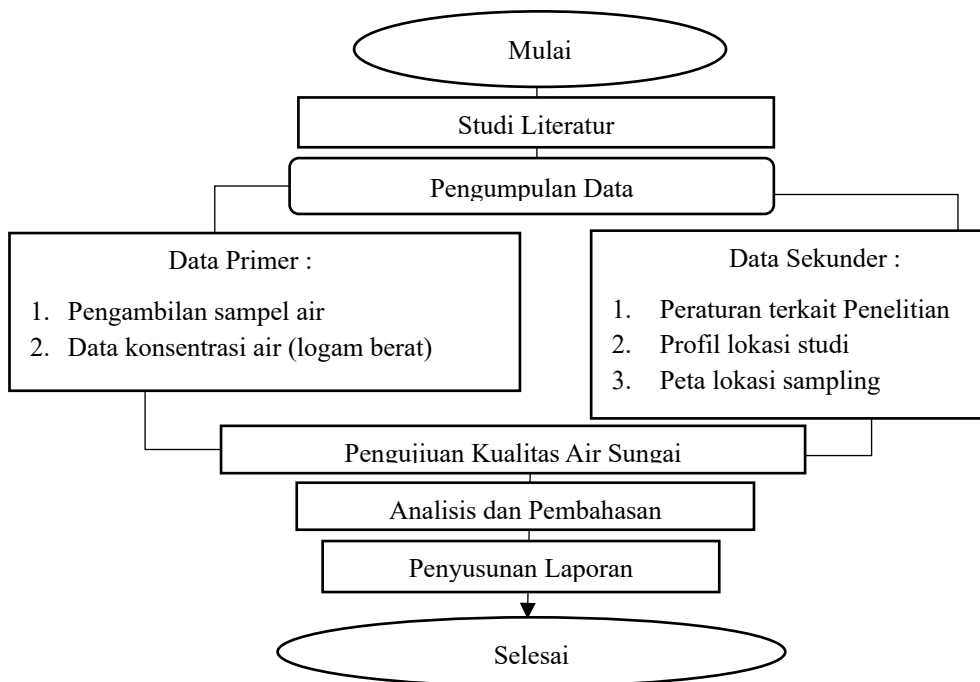 Mulai
Studi Literatur
Pengumpulan Data
Data Primer :
1. Pengambilan sampel air
2. Data konsentrasi air (logam berat)
Data Sekunder :
1. Peraturan terkait Penelitian
2. Profil lokasi studi
3. Peta lokasi sampling
Pengujiuan Kualitas Air Sungai
Analisis dan Pembahasan
Penyusunan Laporan
Selesai